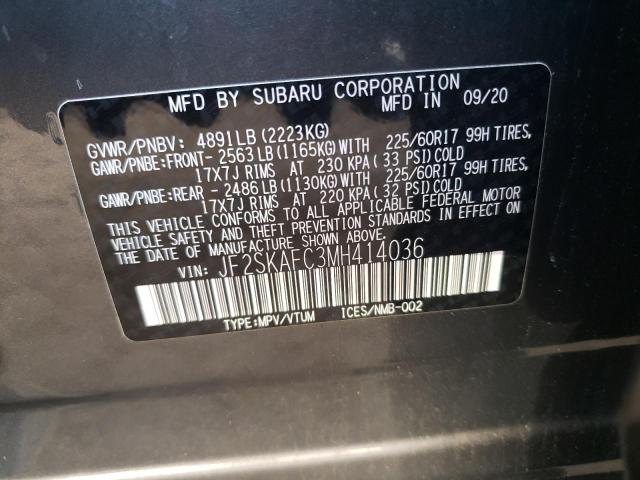 MFD BY SUBARU CORPORATION
MFD IN 09/20
GVWR/PNBV: 4891LB (2223KG)
GAWR/PNBE:FRONT- 2563 LB (1165KG) WITH 225/60R17 99H TIRES,
17X7J RIMS AT 230 KPA (33 PSI) COLD
GAWR/PNBE:REAR - 2486 LB (1130KG) WITH 225/60R17 99H TIRES,
17X7J RIMS AT 220 KPA (32 PSI) COLD
THIS VEHICLE CONFORMS TO ALL APPLICABLE FEDERAL MOTOR
VEHICLE SAFETY AND THEFT PREVENTION STANDARDS IN EFFECT ON
THE DATE OF MANUFACTURE SHOWN ABOVE.
VIN: JF2SKAFC3MH414036
TYPE:MPV/VTUM ICES/NMB-002